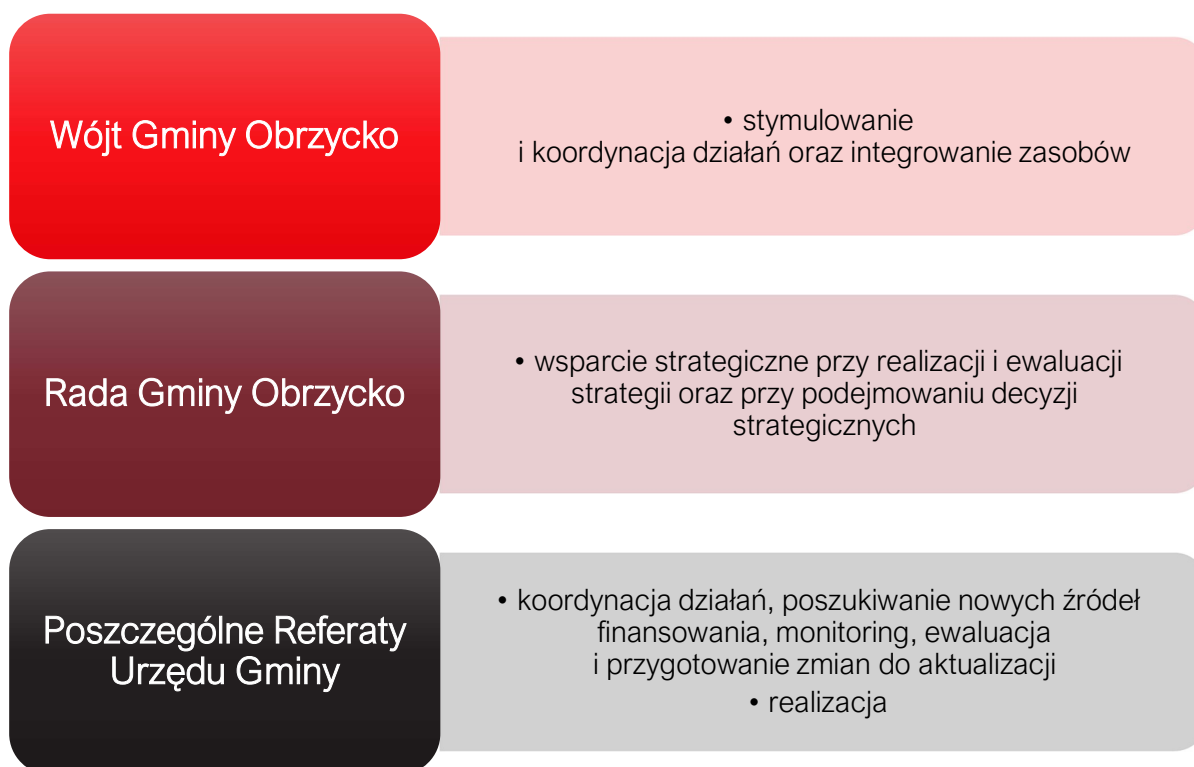 Wójt Gminy Obrzycko
• stymulowanie
i koordynacja działań oraz integrowanie zasobów
Rada Gminy Obrzycko
• wsparcie strategiczne przy realizacji i ewaluacji
strategii oraz przy podejmowaniu decyzji
strategicznych
Poszczególne Referaty
Urzędu Gminy
• koordynacja działań, poszukiwanie nowych źródeł
finansowania, monitoring, ewaluacja
i przygotowanie zmian do aktualizacji
• realizacja